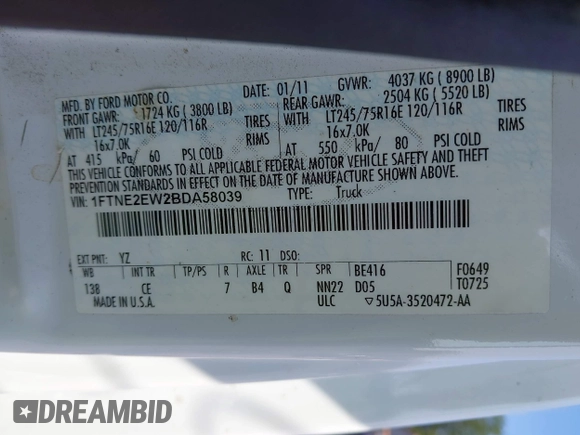 MFD. BY FORD MOTOR CO.
DATE: 01/11 GVWR: 4037 KG ( 8900 LB)
FRONT GAWR: 1724 KG ( 3800 LB) REAR GAWR: 2504 KG ( 5520 LB)
WITH LT245/75R16E 120/116R TIRES WITH LT245/75R16E 120/116R TIRES
16x7.0K RIMS 16x7.0K RIMS
AT 415 kPa/ 60 PSI COLD AT 550 kPa/ 80 PSI COLD
THIS VEHICLE CONFORMS TO ALL APPLICABLE FEDERAL MOTOR VEHICLE SAFETY AND
THEFT PREVENTION STANDARDS IN EFFECT ON THE DATE OF MANUFACTURE SHOWN ABOVE.
VIN: 1FTNE2EW2BDA58039 TYPE: Truck
EXT PNT: YZ RC: 11 DSO:
WB INT TR TP/PS R AXLE TR SPR BE416 F0649
138 CE 7 B4 Q NN22 D05 T0725
MADE IN U.S.A. ULC ▽5U5A-3520472-AA
DREAMBID